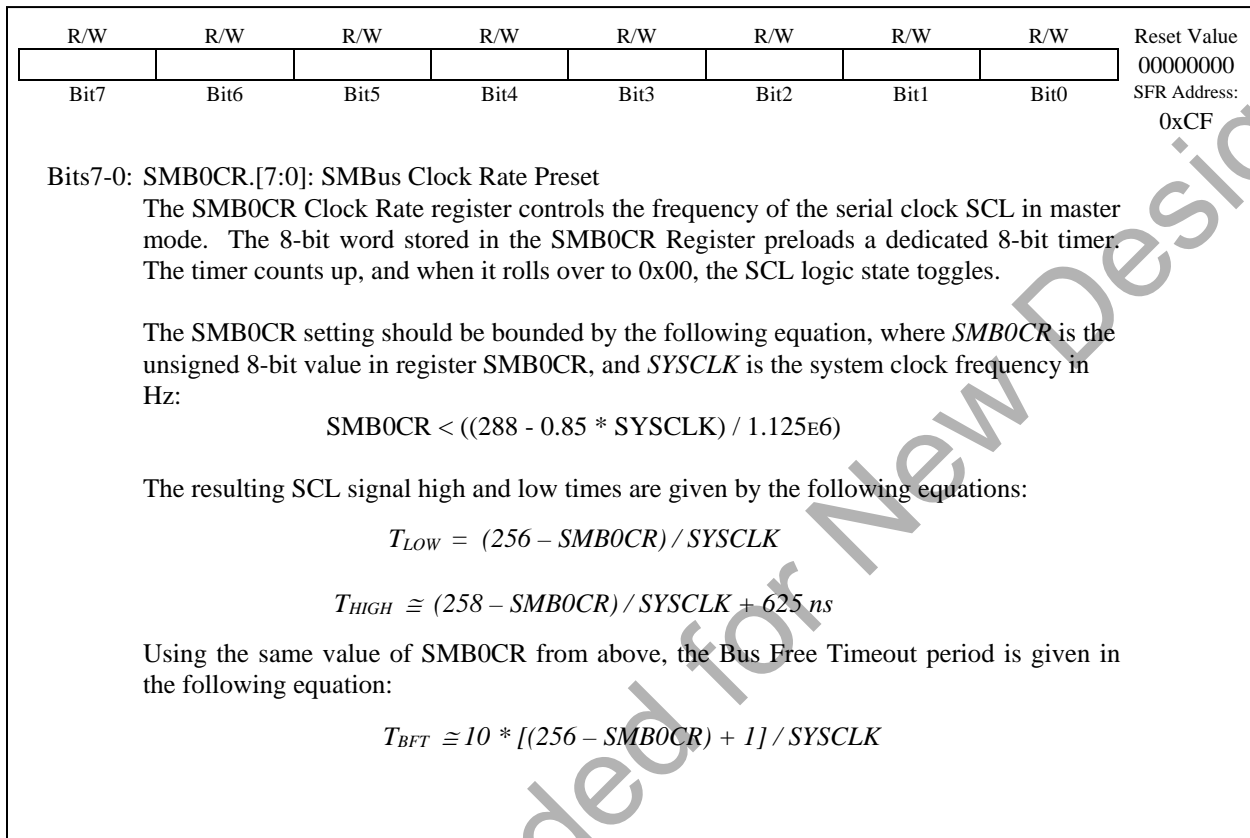 R/W R/W R/W R/W R/W R/W R/W R/W Reset Value
00000000
Bit7 Bit6 Bit5 Bit4 Bit3 Bit2 Bit1 Bit0 SFR Address:
0xCF
Bits7-0: SMB0CR.[7:0]: SMBus Clock Rate Preset
The SMB0CR Clock Rate register controls the frequency of the serial clock SCL in master
mode. The 8-bit word stored in the SMB0CR Register preloads a dedicated 8-bit timer.
The timer counts up, and when it rolls over to 0x00, the SCL logic state toggles.
The SMB0CR setting should be bounded by the following equation, where SMB0CR is the
unsigned 8-bit value in register SMB0CR, and SYSCLK is the system clock frequency in
Hz:
SMB0CR < ((288 - 0.85 * SYSCLK) / 1.125E6)
The resulting SCL signal high and low times are given by the following equations:
T_LOW = (256 – SMB0CR) / SYSCLK
T_HIGH ≅ (258 – SMB0CR) / SYSCLK + 625 ns
Using the same value of SMB0CR from above, the Bus Free Timeout period is given in
the following equation:
T_BFT ≅ 10 * [(256 – SMB0CR) + 1] / SYSCLK
for New